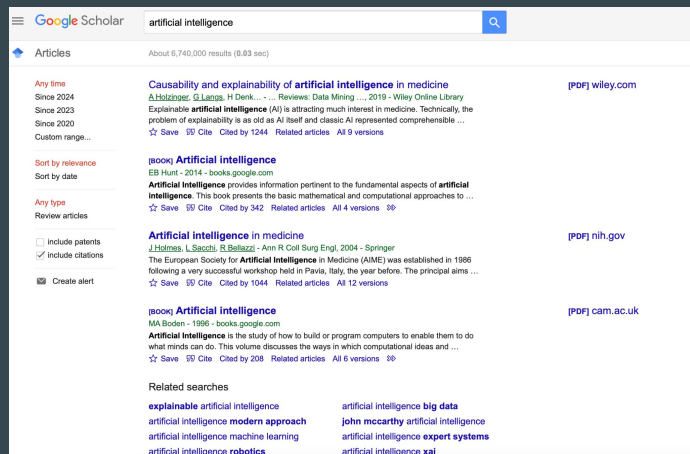 Google Scholar
artificial intelligence
Articles
About 6,740,000 results (0.03 sec)
Any time
Since 2024
Since 2023
Since 2020
Custom range...
Sort by relevance
Sort by date
Any type
Review articles
include patents
include citations
Create alert
Causability and explainability of artificial intelligence in medicine
[PDF] wiley.com
A Holzinger, G Langs, H Denk... - ... Reviews: Data Mining ..., 2019 - Wiley Online Library
Explainable artificial intelligence (AI) is attracting much interest in medicine. Technically, the
problem of explainability is as old as AI itself and classic AI represented comprehensible ...
Save Cite Cited by 1244 Related articles All 9 versions
[BOOK] Artificial intelligence
EB Hunt - 2014 - books.google.com
Artificial Intelligence provides information pertinent to the fundamental aspects of artificial
intelligence. This book presents the basic mathematical and computational approaches to ...
Save Cite Cited by 342 Related articles All 4 versions
Artificial intelligence in medicine
[PDF] nih.gov
J Holmes, L Sacchi, R Bellazzi - Ann R Coll Surg Engl, 2004 - Springer
The European Society for Artificial Intelligence in Medicine (AIME) was established in 1986
following a very successful workshop held in Pavia, Italy, the year before. The principal aims ...
Save Cite Cited by 1044 Related articles All 12 versions
[BOOK] Artificial intelligence
[PDF] cam.ac.uk
MA Boden - 1996 - books.google.com
Artificial Intelligence is the study of how to build or program computers to enable them to do
what minds can do. This volume discusses the ways in which computational ideas and ...
Save Cite Cited by 208 Related articles All 6 versions
Related searches
explainable artificial intelligence
artificial intelligence big data
artificial intelligence modern approach
john mccarthy artificial intelligence
artificial intelligence machine learning
artificial intelligence expert systems
artificial intelligence robotics
artificial intelligence xai